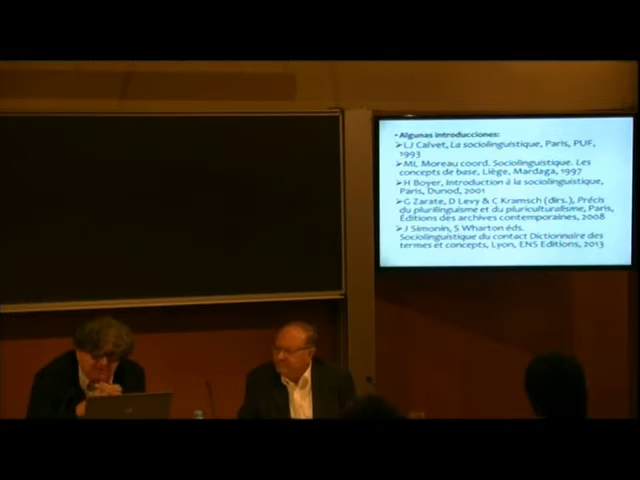 • Algunas introducciones:
➢LJ Calvet, La sociolinguistique, Paris, PUF,
1993
➢ML Moreau coord. Sociolinguistique. Les
concepts de base, Liège, Mardaga, 1997
➢H Boyer, Introduction à la sociolinguistique,
Paris, Dunod, 2001
➢G Zarate, D Levy & C Kramsch (dirs.), Précis
du plurilinguisme et du pluriculturalisme, Paris,
Éditions des archives contemporaines, 2008
➢J Simonin, S Wharton éds.
Sociolinguistique du contact Dictionnaire des
termes et concepts, Lyon, ENS Editions, 2013